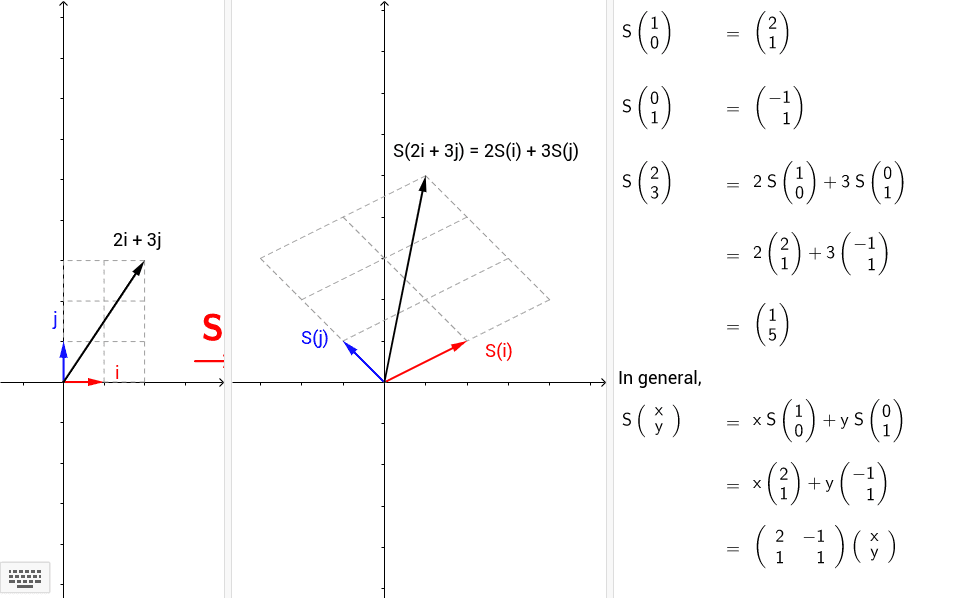 2i + 3j
j
i
S
S(2i + 3j) = 2S(i) + 3S(j)
S(j)
S(i)
S (1 0) = (2 1)
S (0 1) = (−1 1)
S (2 3) = 2 S (1 0) + 3 S (0 1)
= 2 (2 1) + 3 (−1 1)
= (1 5)
In general,
S (x y) = x S (1 0) + y S (0 1)
= x (2 1) + y (−1 1)
= (2 −1 1 1) (x y)